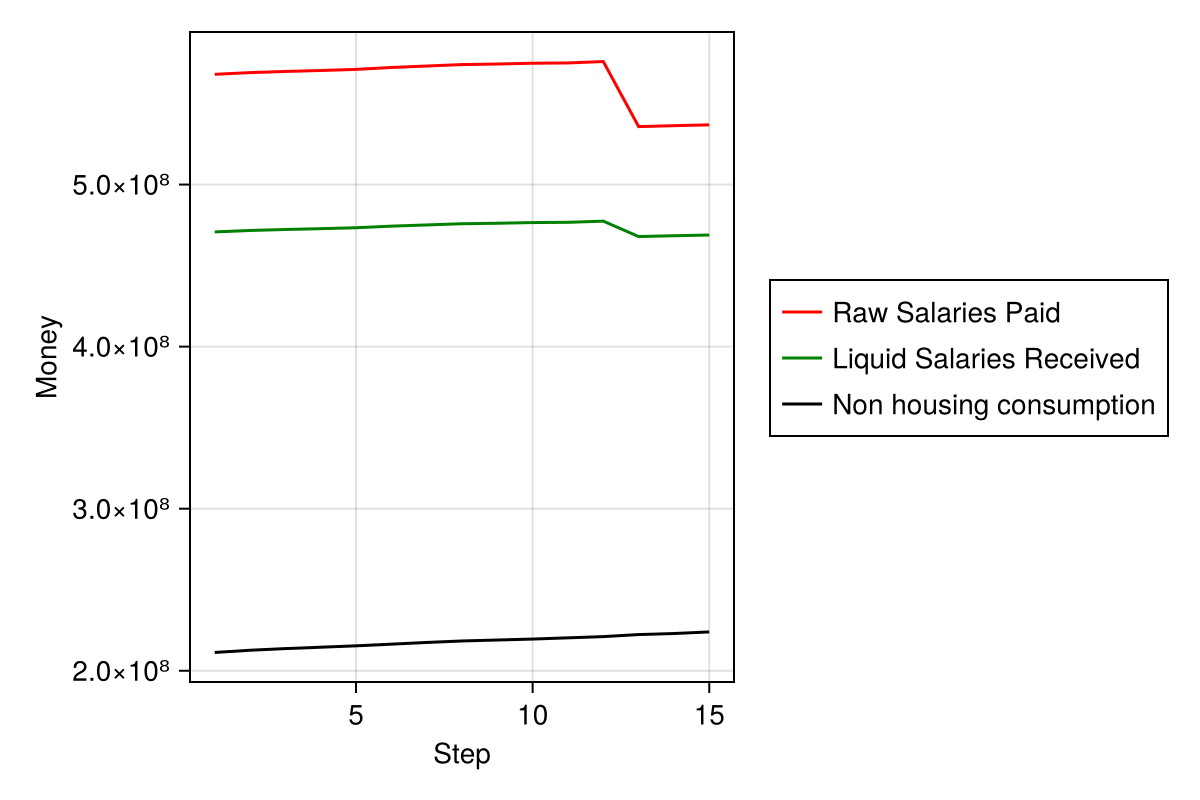 5.0×10⁸
4.0×10⁸
3.0×10⁸
2.0×10⁸
Money
5 10 15
Step
Raw Salaries Paid
Liquid Salaries Received
Non housing consumption